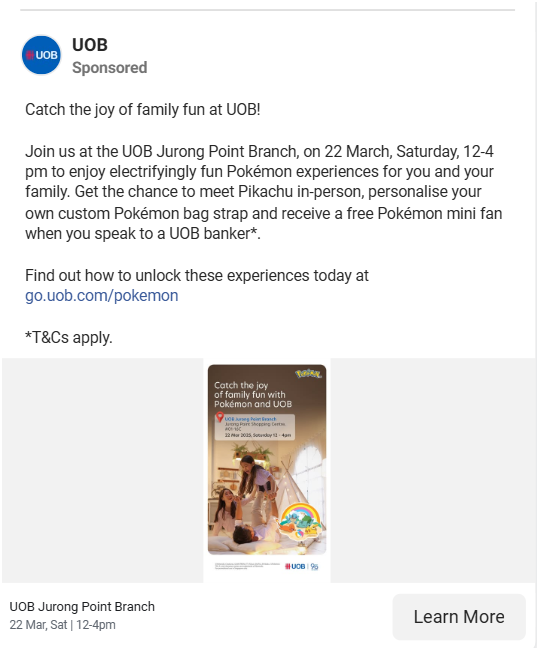 UOB
UOB
Sponsored
Catch the joy of family fun at UOB!
Join us at the UOB Jurong Point Branch, on 22 March, Saturday, 12-4
pm to enjoy electrifyingly fun Pokémon experiences for you and your
family. Get the chance to meet Pikachu in-person, personalise your
own custom Pokémon bag strap and receive a free Pokémon mini fan
when you speak to a UOB banker*.
Find out how to unlock these experiences today at
go.uob.com/pokemon
*T&Cs apply.
Pokémon
Catch the joy
of family fun with
Pokémon and UOB
UOB Jurong Point Branch
Jurong Point Shopping Centre,
22 Mar 2025, Saturday 12 - 4pm
UOB
UOB Jurong Point Branch
22 Mar, Sat | 12-4pm
Learn More